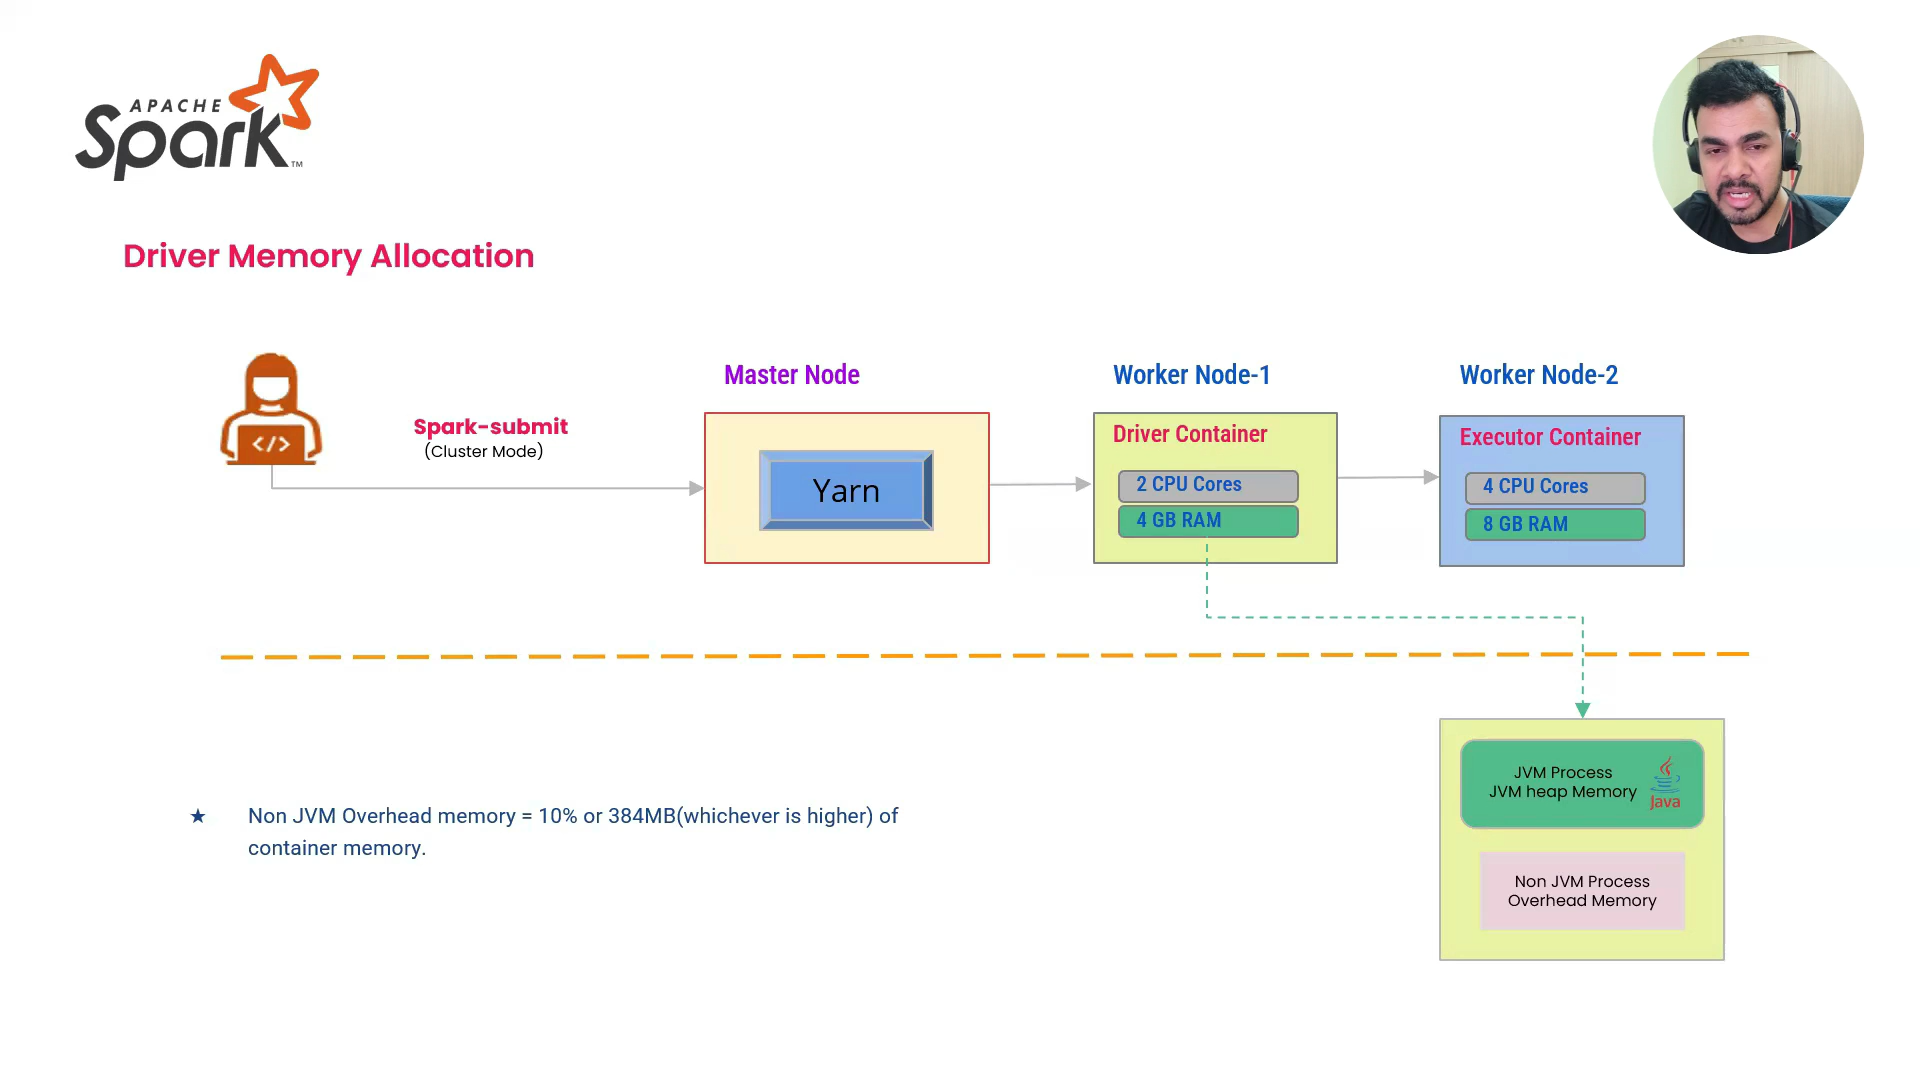 APACHE
Spark™
Driver Memory Allocation
Master Node
Worker Node-1
Worker Node-2
Spark-submit
(Cluster Mode)
</>
Yarn
Driver Container
2 CPU Cores
4 GB RAM
Executor Container
4 CPU Cores
8 GB RAM
JVM Process
JVM heap Memory
Java
Non JVM Process
Overhead Memory
★ Non JVM Overhead memory = 10% or 384MB(whichever is higher) of
container memory.